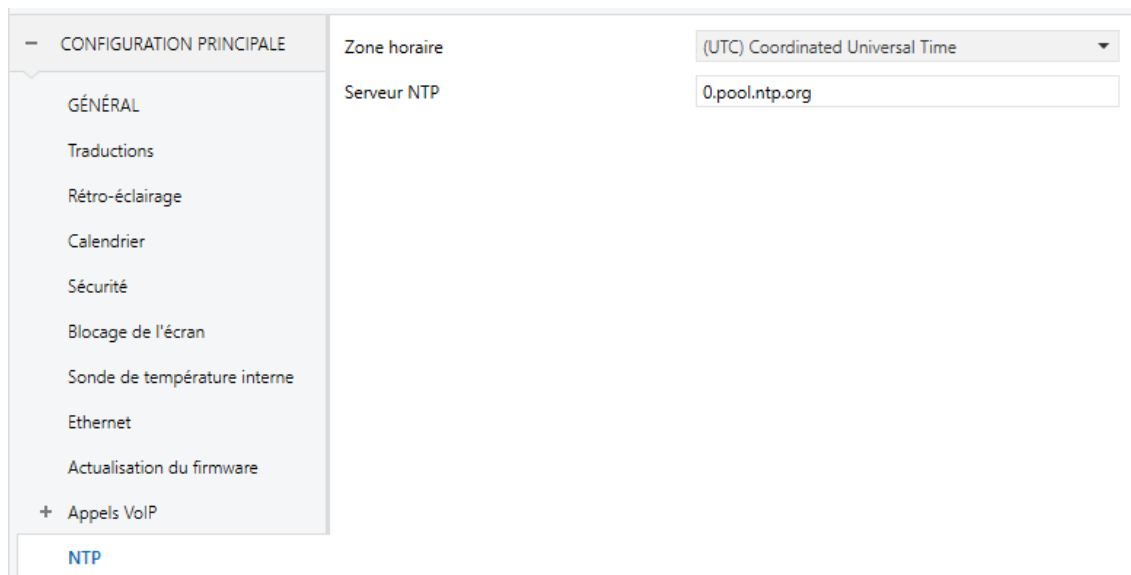 CONFIGURATION PRINCIPALE
GÉNÉRAL
Traductions
Rétro-éclairage
Calendrier
Sécurité
Blocage de l'écran
Sonde de température interne
Ethernet
Actualisation du firmware
Appels VoIP
NTP
Zone horaire (UTC) Coordinated Universal Time
Serveur NTP 0.pool.ntp.org